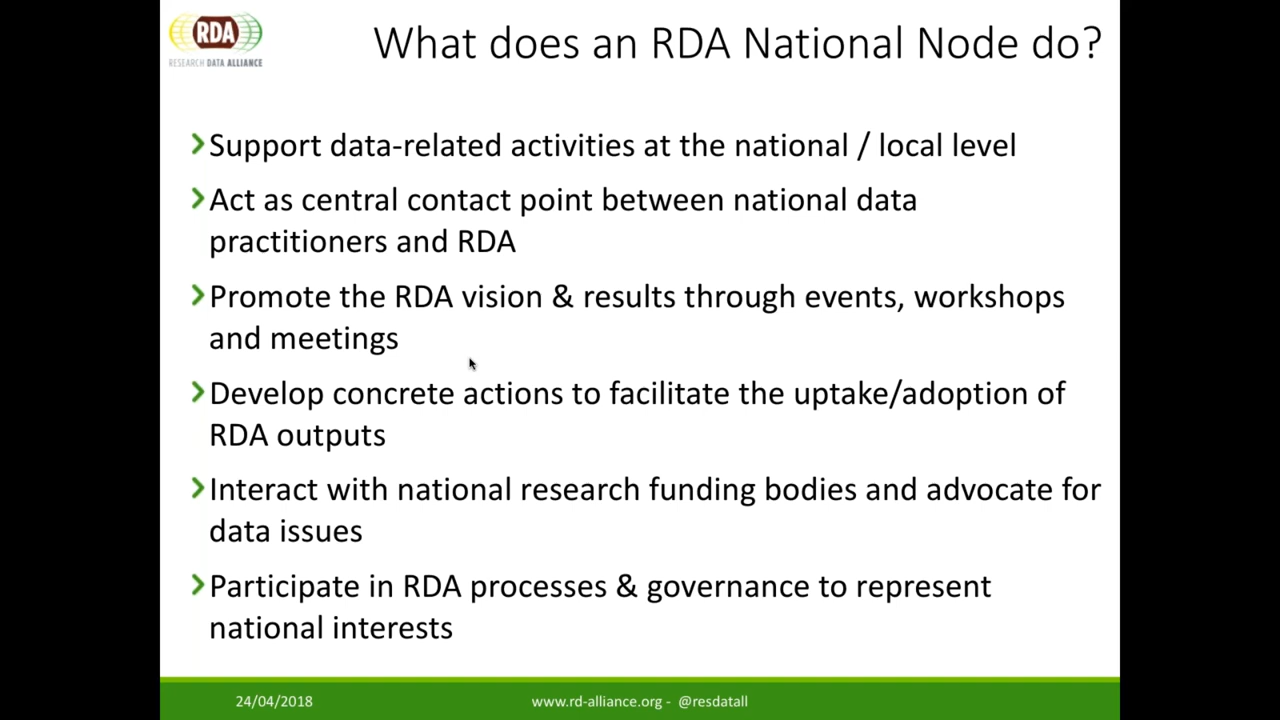 RDA
RESEARCH DATA ALLIANCE
What does an RDA National Node do?
Support data-related activities at the national / local level
Act as central contact point between national data
practitioners and RDA
Promote the RDA vision & results through events, workshops
and meetings
Develop concrete actions to facilitate the uptake/adoption of
RDA outputs
Interact with national research funding bodies and advocate for
data issues
Participate in RDA processes & governance to represent
national interests
24/04/2018
www.rd-alliance.org - @resdatall